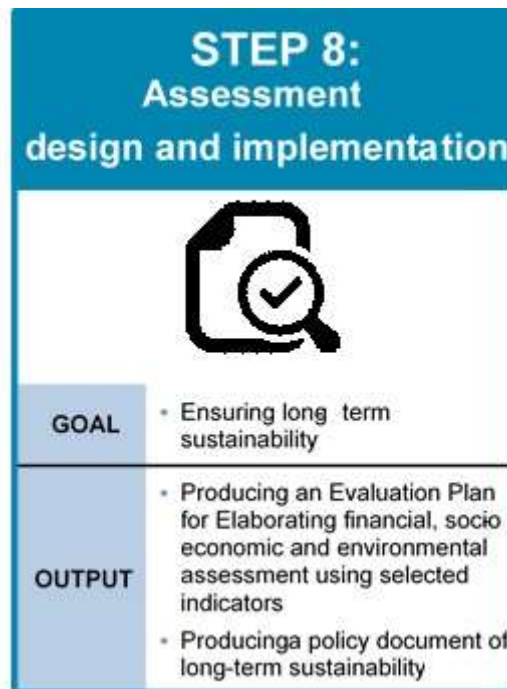 STEP 8:
Assessment
design and implementation
GOAL
• Ensuring long term
sustainability
OUTPUT
• Producing an Evaluation Plan
for Elaborating financial, socio
economic and environmental
assessment using selected
indicators
• Producinga policy document of
long-term sustainability